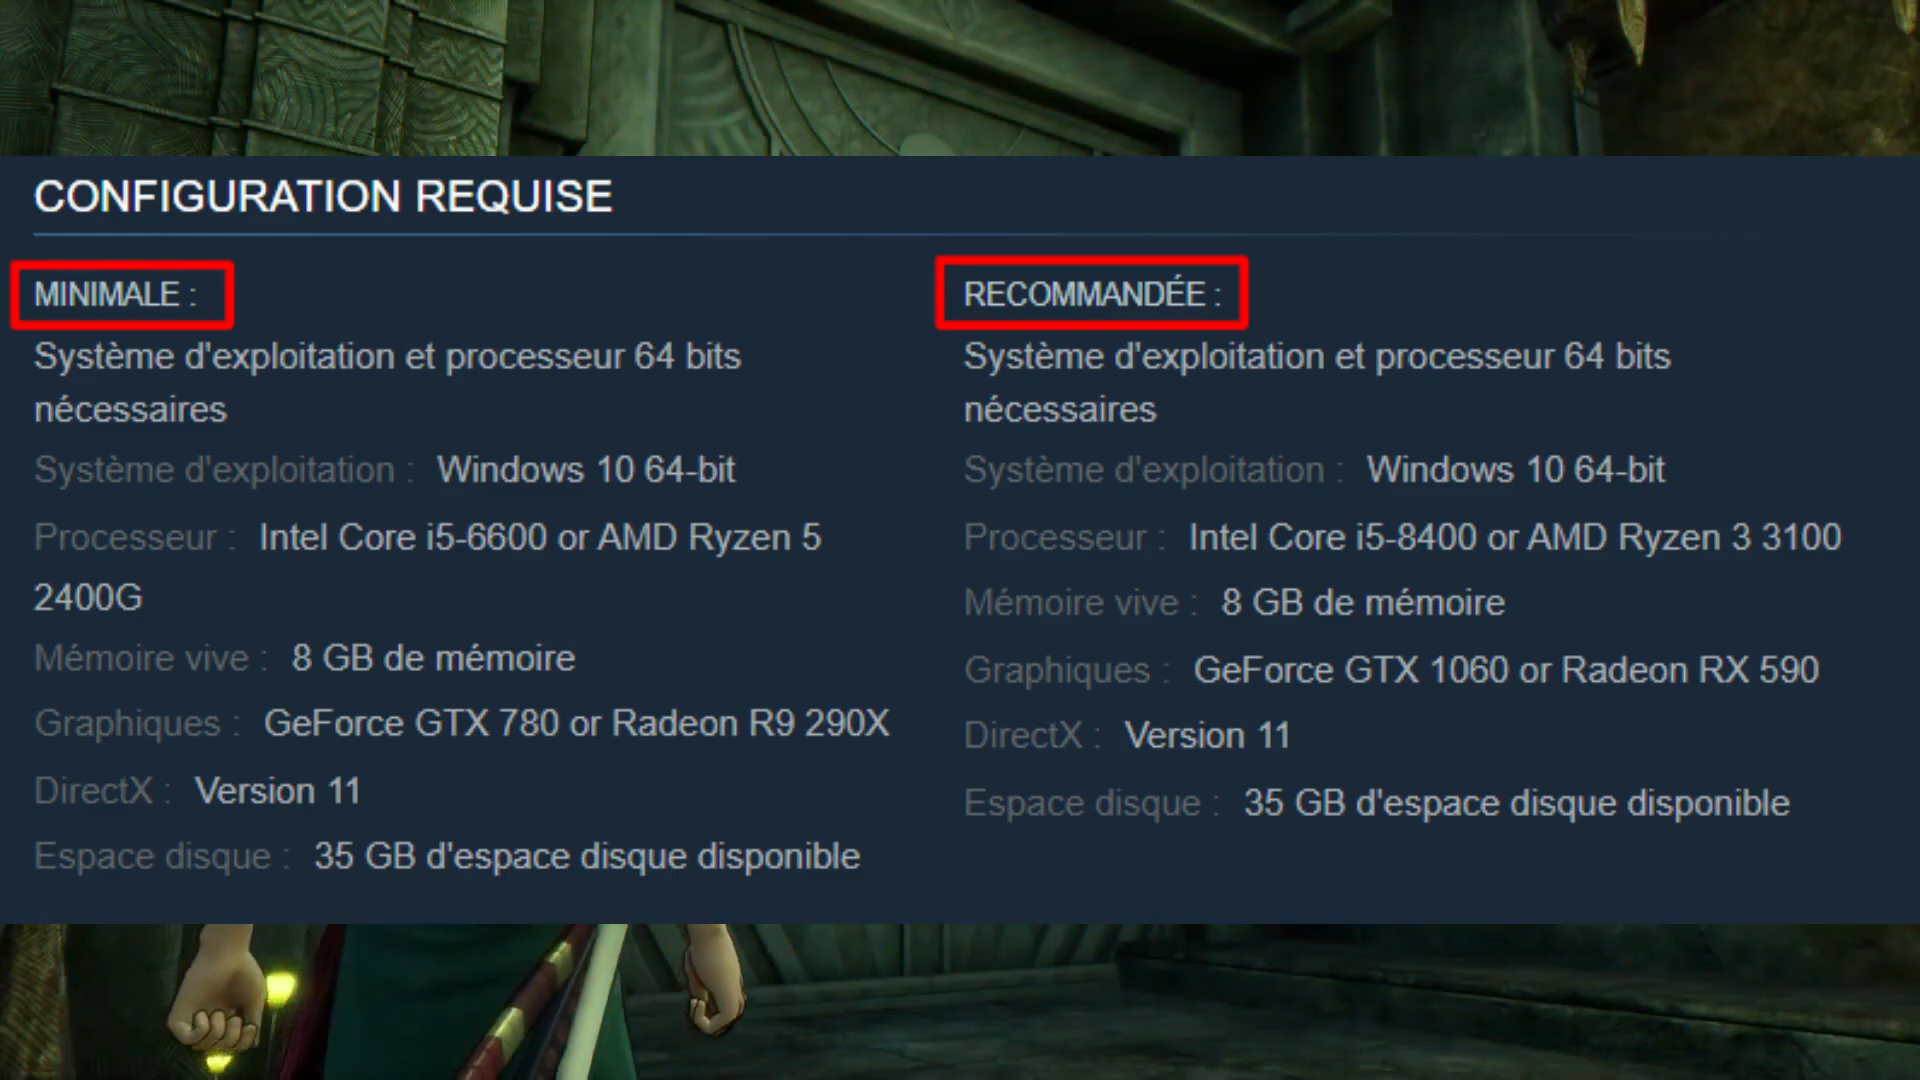 CONFIGURATION REQUISE
MINIMALE :
Système d'exploitation et processeur 64 bits
nécessaires
Système d'exploitation : Windows 10 64-bit
Processeur : Intel Core i5-6600 or AMD Ryzen 5
2400G
Mémoire vive : 8 GB de mémoire
Graphiques : GeForce GTX 780 or Radeon R9 290X
DirectX : Version 11
Espace disque : 35 GB d'espace disque disponible
RECOMMANDÉE :
Système d'exploitation et processeur 64 bits
nécessaires
Système d'exploitation : Windows 10 64-bit
Processeur : Intel Core i5-8400 or AMD Ryzen 3 3100
Mémoire vive : 8 GB de mémoire
Graphiques : GeForce GTX 1060 or Radeon RX 590
DirectX : Version 11
Espace disque : 35 GB d'espace disque disponible